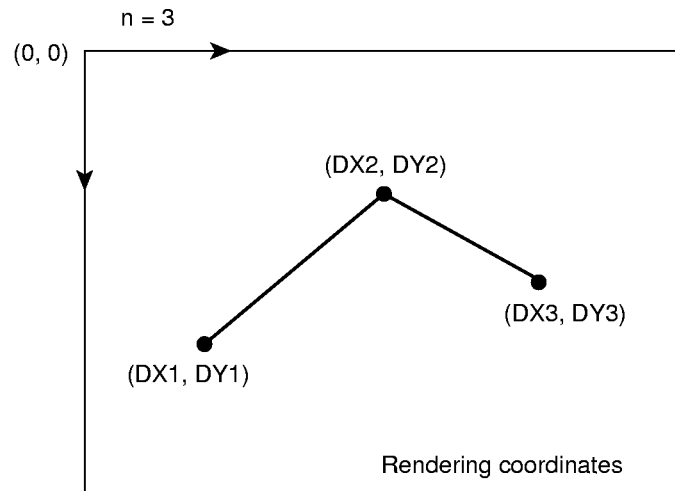 n = 3
(0, 0)
(DX2, DY2)
(DX3, DY3)
(DX1, DY1)
Rendering coordinates